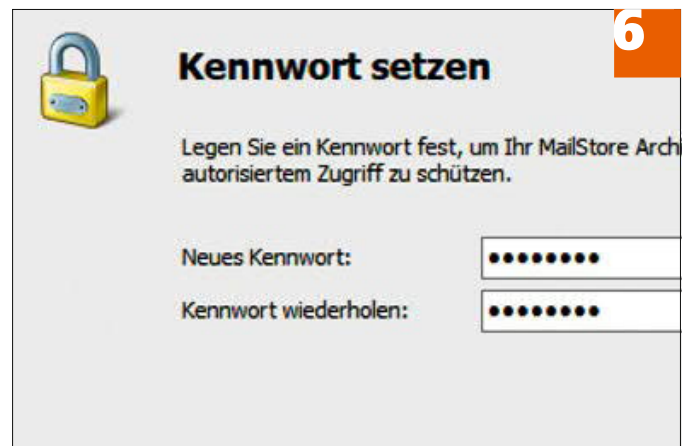 6
Kennwort setzen
Legen Sie ein Kennwort fest, um Ihr MailStore Archi
autorisiertem Zugriff zu schützen.
Neues Kennwort: ••••••••
Kennwort wiederholen: ••••••••